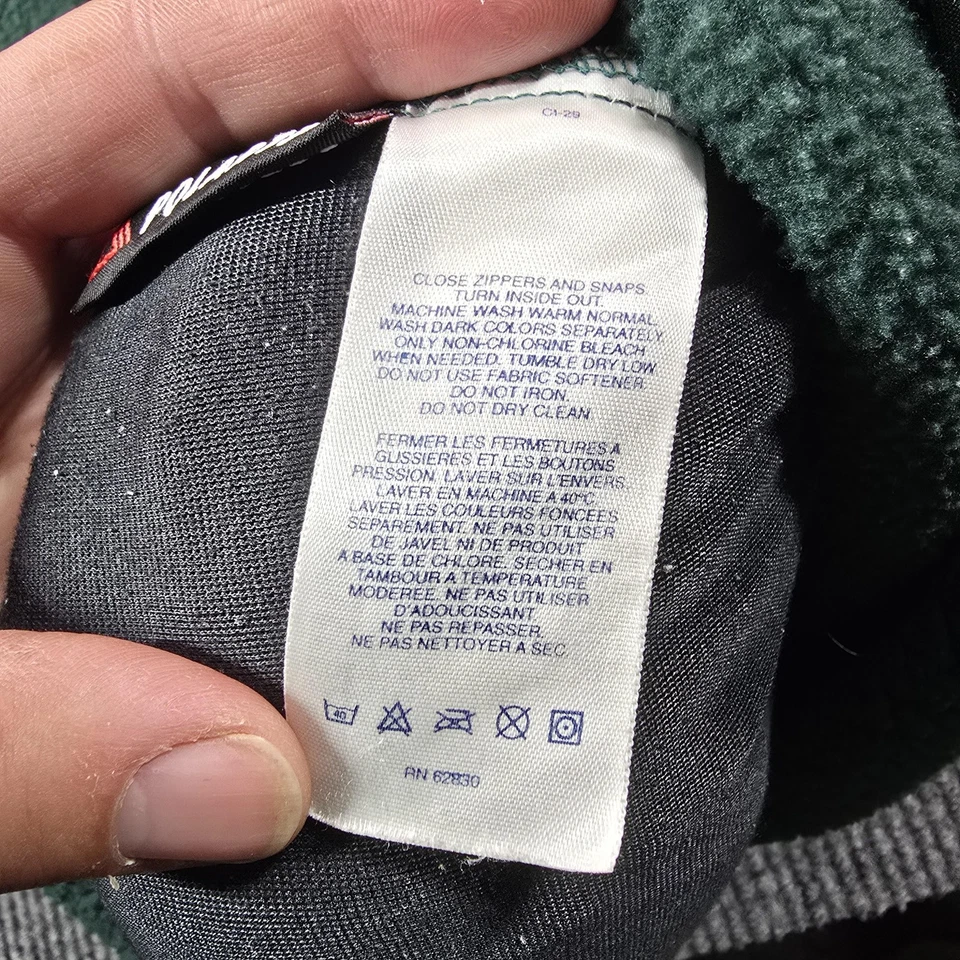 C1-29
CLOSE ZIPPERS AND SNAPS.
TURN INSIDE OUT.
MACHINE WASH WARM NORMAL.
WASH DARK COLORS SEPARATELY.
ONLY NON-CHLORINE BLEACH
WHEN NEEDED. TUMBLE DRY LOW.
DO NOT USE FABRIC SOFTENER.
DO NOT IRON.
DO NOT DRY CLEAN
FERMER LES FERMETURES A
GLISSIERES ET LES BOUTONS
PRESSION. LAVER SUR L'ENVERS.
LAVER EN MACHINE A 40°C.
LAVER LES COULEURS FONCEES
SEPAREMENT. NE PAS UTILISER
DE JAVEL NI DE PRODUIT
A BASE DE CHLORE. SECHER EN
TAMBOUR A TEMPERATURE
MODEREE. NE PAS UTILISER
D'ADOUCISSANT
NE PAS REPASSER.
NE PAS NETTOYER A SEC.
40
RN 62830